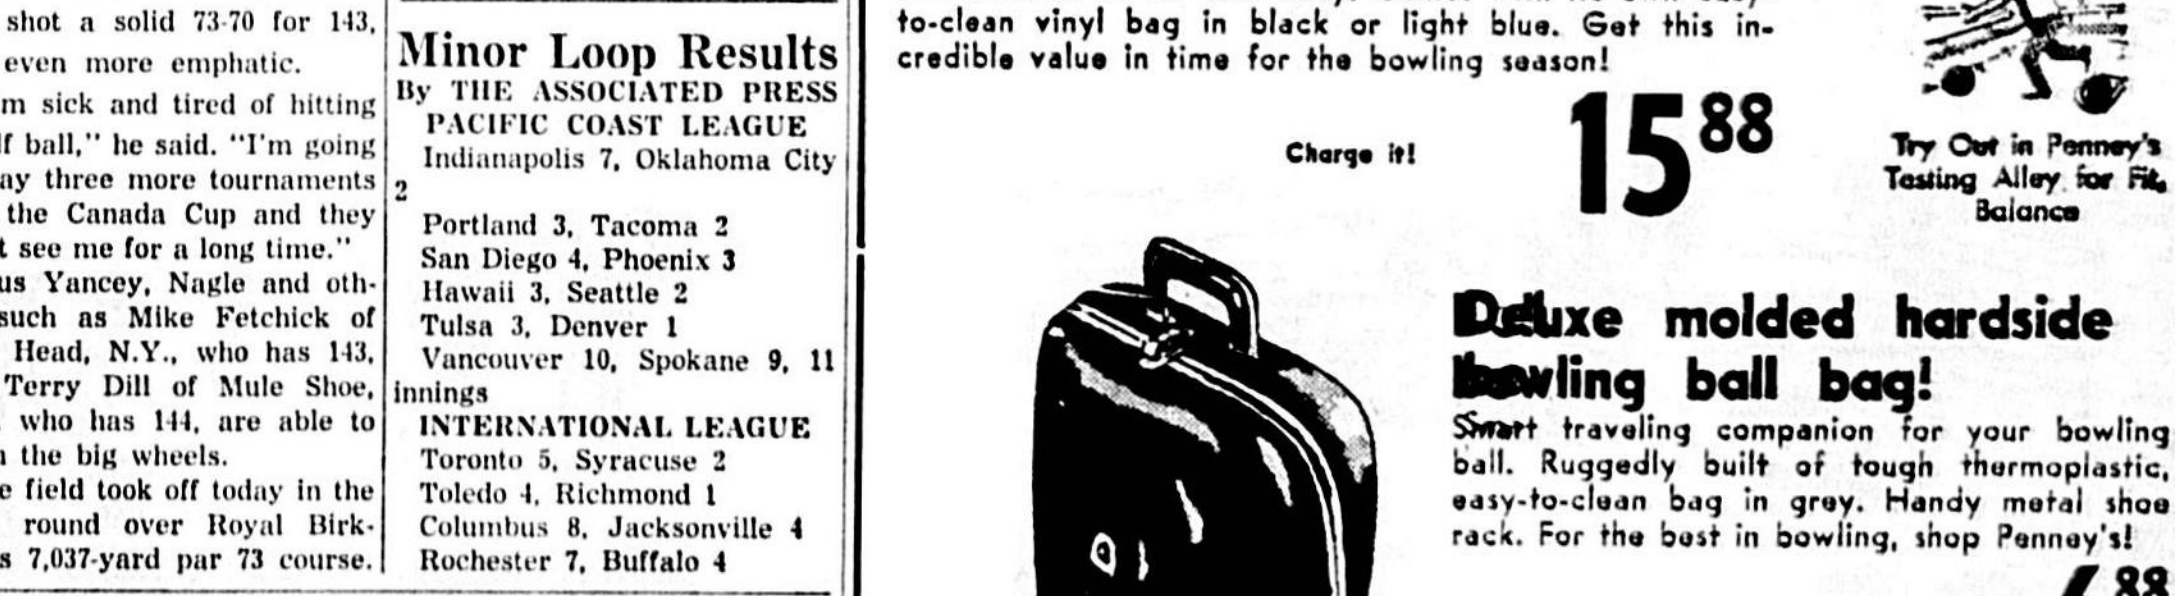 shot a solid 73-70 for 143,
even more emphatic.
m sick and tired of hitting
f ball," he said. "I'm going
ay three more tournaments
the Canada Cup and they
t see me for a long time."
us Yancey, Nagle and oth-
such as Mike Fetchick of
Head, N.Y., who has 143,
Terry Dill of Mule Shoe,
who has 144, are able to
the big wheels.
e field took off today in the
round over Royal Birk-
s 7,037-yard par 73 course.
Minor Loop Results
By THE ASSOCIATED PRESS
PACIFIC COAST LEAGUE
Indianapolis 7, Oklahoma City
2
Portland 3, Tacoma 2
San Diego 4, Phoenix 3
Hawaii 3, Seattle 2
Tulsa 3, Denver 1
Vancouver 10, Spokane 9, 11
innings
INTERNATIONAL LEAGUE
Toronto 5, Syracuse 2
Toledo 4, Richmond 1
Columbus 8, Jacksonville 4
Rochester 7, Buffalo 4
to-clean vinyl bag in black or light blue. Get this in-
credible value in time for the bowling season!
Charge it!
15 88
Try Out in Penney's
Testing Alley for Fit,
Balance
Deluxe molded hardside
bowling ball bag!
Smart traveling companion for your bowling
ball. Ruggedly built of tough thermoplastic,
easy-to-clean bag in grey. Handy metal shoe
rack. For the best in bowling, shop Penney's!
88